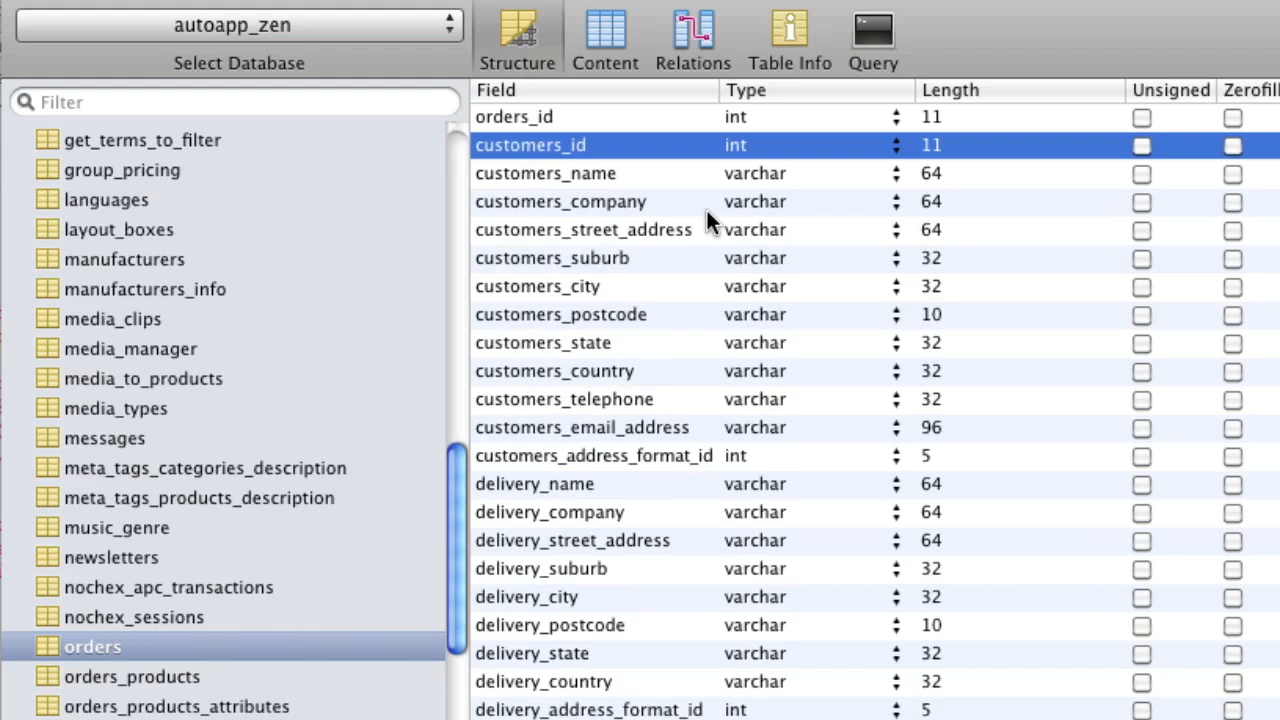 autoapp_zen
Select Database
Structure
Content
Relations
Table Info
Query
Filter
get_terms_to_filter
group_pricing
languages
layout_boxes
manufacturers
manufacturers_info
media_clips
media_manager
media_to_products
media_types
messages
meta_tags_categories_description
meta_tags_products_description
music_genre
newsletters
nochex_apc_transactions
nochex_sessions
orders
orders_products
orders_products_attributes
Field Type Length Unsigned Zerofill
orders_id int 11
customers_id int 11
customers_name varchar 64
customers_company varchar 64
customers_street_address varchar 64
customers_suburb varchar 32
customers_city varchar 32
customers_postcode varchar 10
customers_state varchar 32
customers_country varchar 32
customers_telephone varchar 32
customers_email_address varchar 96
customers_address_format_id int 5
delivery_name varchar 64
delivery_company varchar 64
delivery_street_address varchar 64
delivery_suburb varchar 32
delivery_city varchar 32
delivery_postcode varchar 10
delivery_state varchar 32
delivery_country varchar 32
delivery_address_format_id int 5